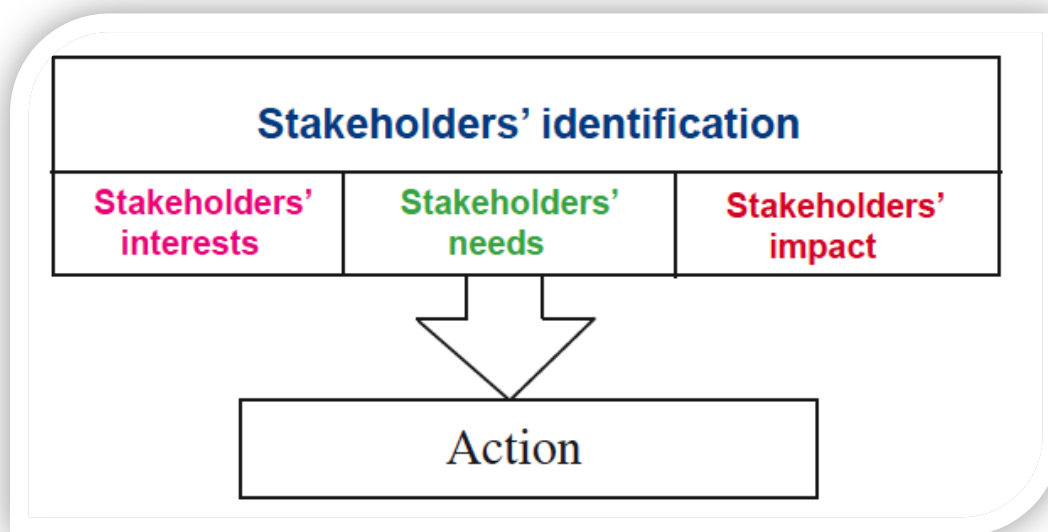 Stakeholders’ identification
Stakeholders’
interests
Stakeholders’
needs
Stakeholders’
impact
Action